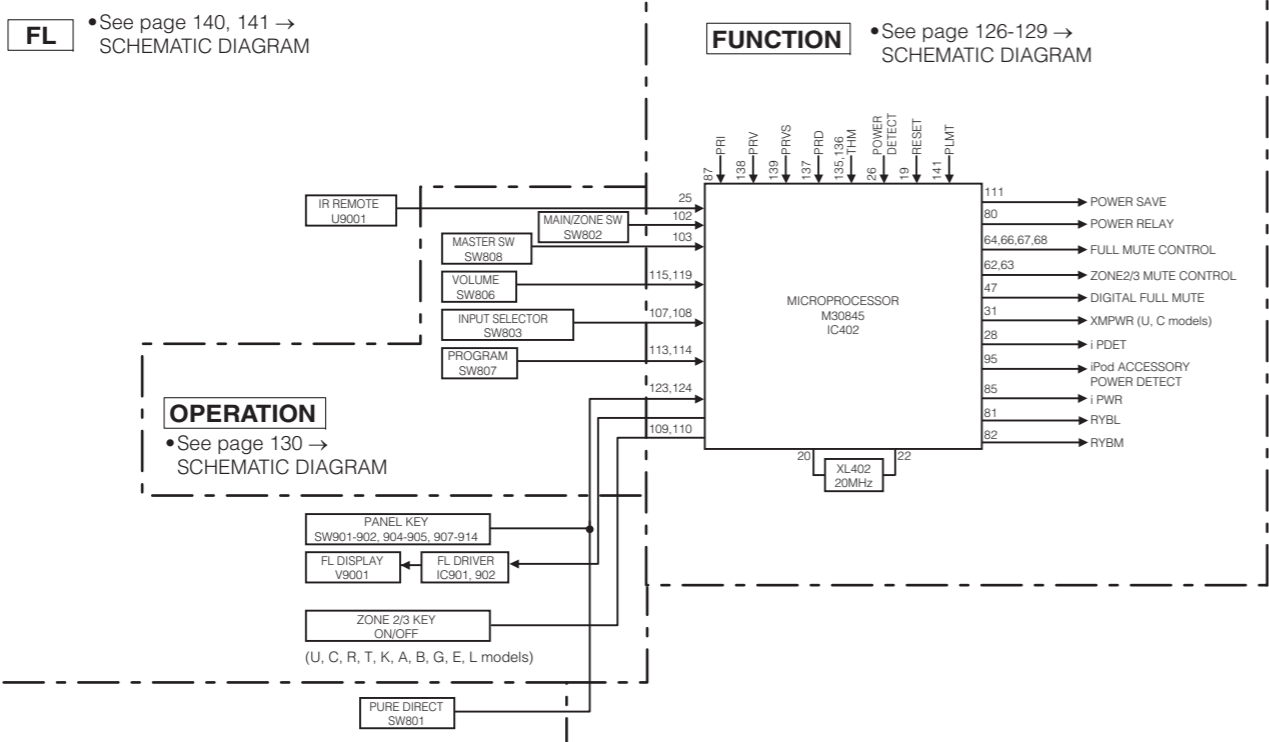 FL
•See page 140, 141 →
SCHEMATIC DIAGRAM
FUNCTION
•See page 126-129 →
SCHEMATIC DIAGRAM
87
PRI
138
PRV
139
PRVS
137
PRD
135,136
THM
26
POWER
DETECT
19
RESET
141
PLMT
IR REMOTE
U9001
25
MAIN/ZONE SW
SW802
102
MASTER SW
SW808
103
VOLUME
SW806
115,119
INPUT SELECTOR
SW803
107,108
PROGRAM
SW807
113,114
123,124
109,110
MICROPROCESSOR
M30845
IC402
111
POWER SAVE
80
POWER RELAY
64,66,67,68
FULL MUTE CONTROL
62,63
ZONE2/3 MUTE CONTROL
47
DIGITAL FULL MUTE
31
XMPWR (U, C models)
28
i PDET
95
iPod ACCESSORY
POWER DETECT
85
i PWR
81
RYBL
82
RYBM
20
22
XL402
20MHz
OPERATION
•See page 130 →
SCHEMATIC DIAGRAM
PANEL KEY
SW901-902, 904-905, 907-914
FL DISPLAY
V9001
FL DRIVER
IC901, 902
ZONE 2/3 KEY
ON/OFF
(U, C, R, T, K, A, B, G, E, L models)
PURE DIRECT
SW801